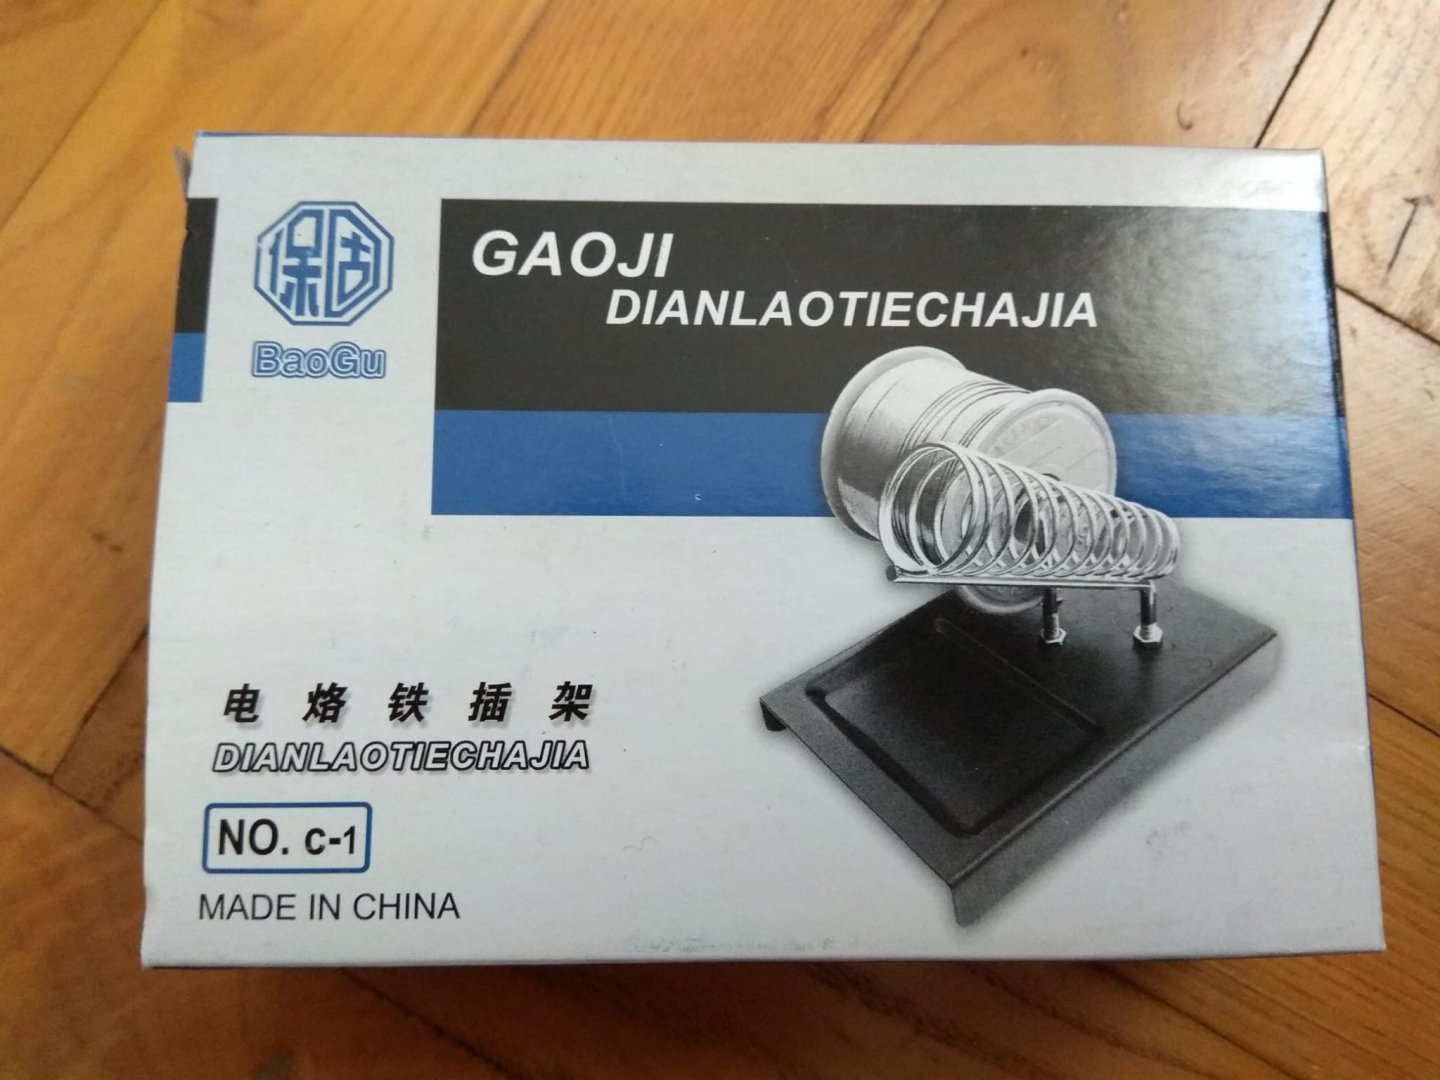 保固
BaoGu
GAOJI
DIANLAOTIECHAJIA
电烙铁插架
DIANLAOTIECHAJIA
NO. c-1
MADE IN CHINA